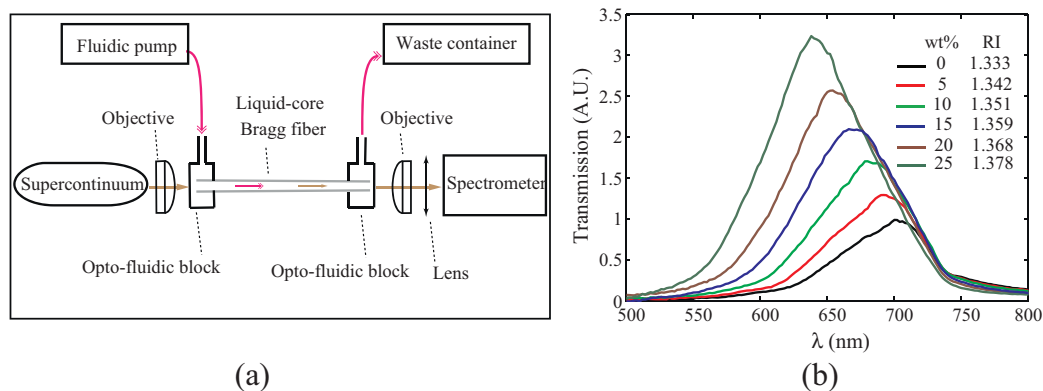 Fluidic pump
Waste container
Liquid-core
Bragg fiber
Objective
Objective
Supercontinuum
Spectrometer
Opto-fluidic block
Opto-fluidic block
Lens
(a)
Transmission (A.U.)
3.5
3
2.5
2
1.5
1
0.5
0
500
550
600
650
700
750
800
λ (nm)
wt% RI
0 1.333
5 1.342
10 1.351
15 1.359
20 1.368
25 1.378
(b)